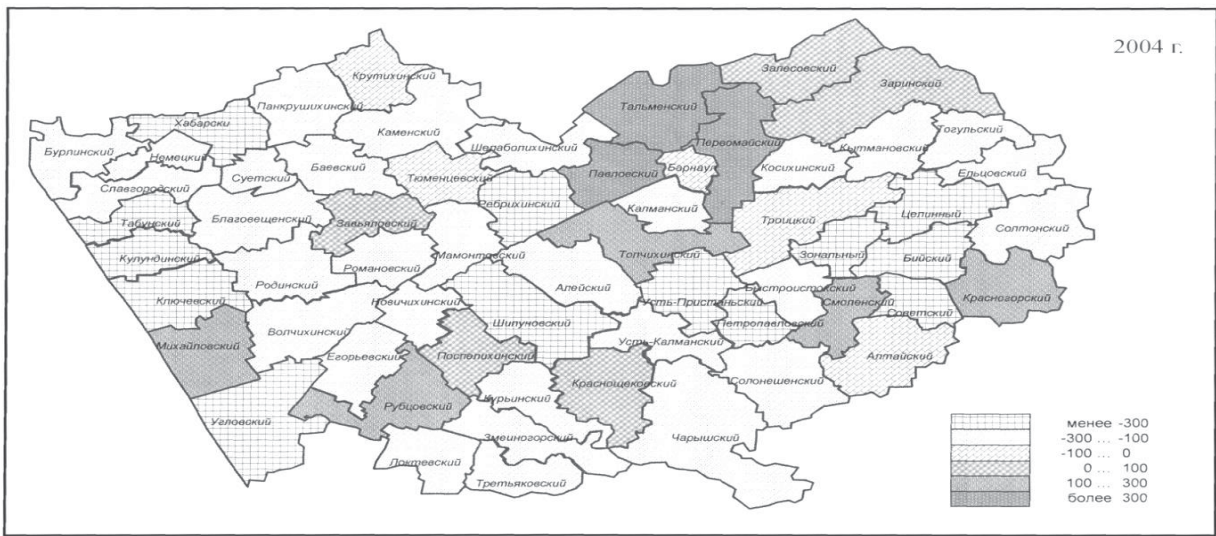 2004 г.
Крутихинский
Залесовский
Заринский
Панкрушихинский
Тальменский
Хабарски
Каменский
Тогульский
Бурлинский
Немецкий
Шелаболихинский
Первомайский
Кытмановский
Суетский
Баевский
Тюменцевский
Павловский
Барнаул
Косихинский
Ельцовский
Славгородский
Ребрихинский
Калманский
Табунский
Благовещенский
Завьяловский
Троицкий
Целинный
Солтонский
Кулундинский
Романовский
Мамонтовский
Топчихинский
Зональный
Бийский
Родинский
Алейский
Быстроистокский
Ключевский
Новичихинский
Усть-Пристаньский
Смоленский
Красногорский
Советский
Волчихинский
Шипуновский
Петропавловский
Михайловский
Егорьевский
Поспелихинский
Усть-Калманский
Алтайский
Краснощековский
Солонешенский
Рубцовский
Курьинский
Угловский
Змеиногорский
Чарышский
Локтевский
Третьяковский
менее -300
-300 ... -100
-100 ... 0
0 ... 100
100 ... 300
более 300